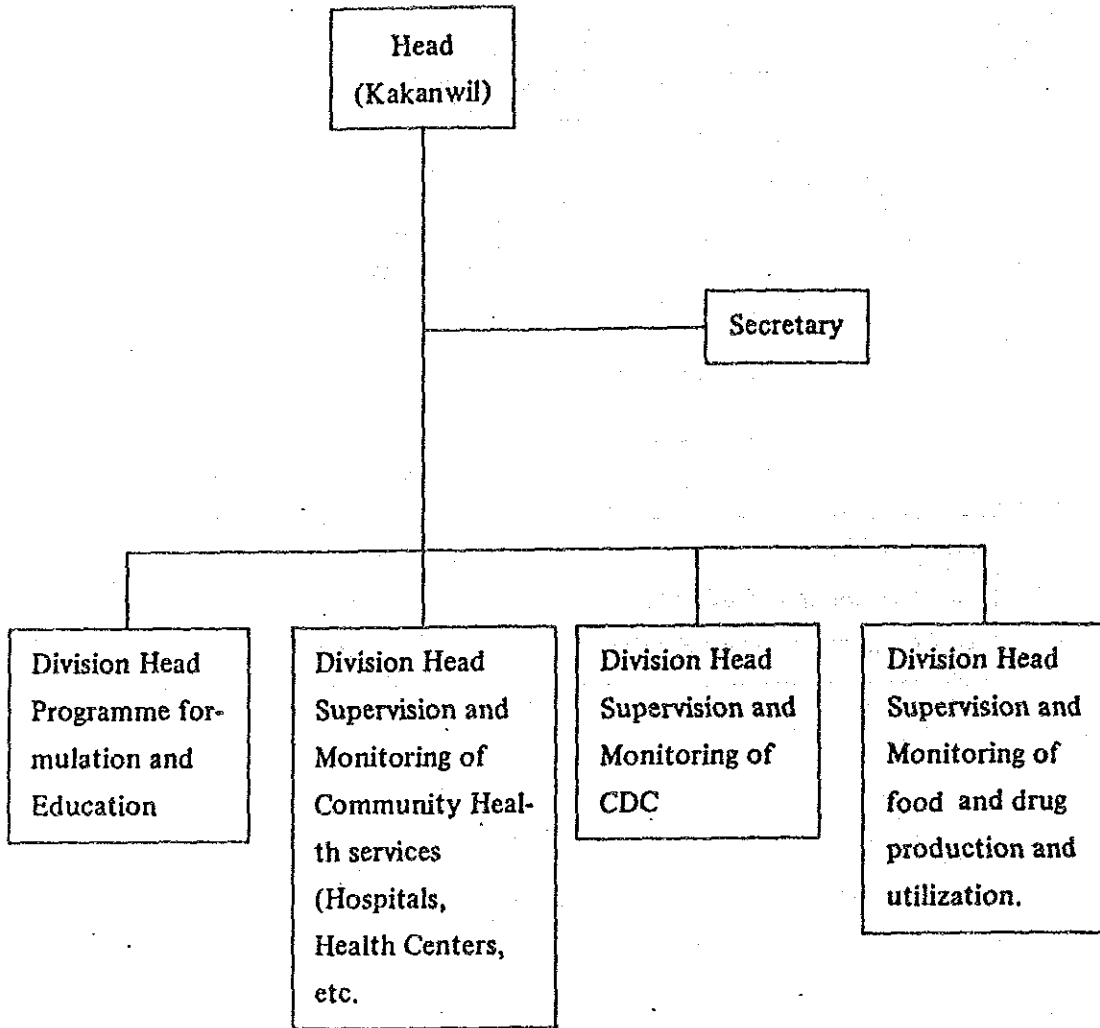 Head
(Kakanwil)
Secretary
Division Head
Programme for-
mulation and
Education
Division Head
Supervision and
Monitoring of
Community Heal-
th services
(Hospitals,
Health Centers,
etc.
Division Head
Supervision and
Monitoring of
CDC
Division Head
Supervision and
Monitoring of
food and drug
production and
utilization.